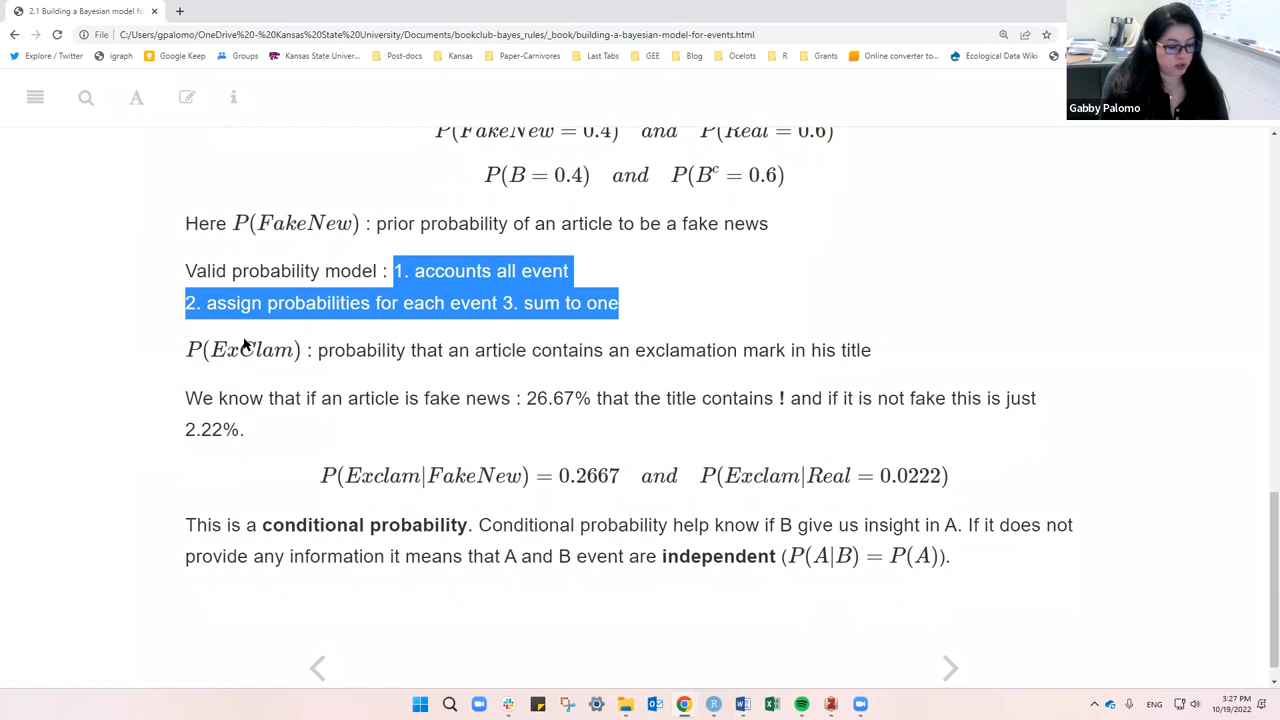 2.1 Building a Bayesian model for
File
C:/Users/gpalomo/OneDrive%20-%20Kansas%20State%20University/Documents/bookclub-bayes_rules/_book/building-a-bayesian-model-for-events.html
Explore / Twitter igraph Google Keep Groups Kansas State Univer... Post-docs Kansas Paper-Carnivores Last Tabs GEE Blog Ocelots R Grants Online converter to... Ecological Data Wiki
Gabby Palomo
P(FakeNew = 0.4) and P(Real = 0.6)
P(B = 0.4) and P(Bᶜ = 0.6)
Here P(FakeNew) : prior probability of an article to be a fake news
Valid probability model : 1. accounts all event
2. assign probabilities for each event 3. sum to one
P(ExClam) : probability that an article contains an exclamation mark in his title
We know that if an article is fake news : 26.67% that the title contains ! and if it is not fake this is just
2.22%.
P(Exclam|FakeNew) = 0.2667 and P(Exclam|Real = 0.0222)
This is a conditional probability. Conditional probability help know if B give us insight in A. If it does not
provide any information it means that A and B event are independent (P(A|B) = P(A)).
ENG
3:27 PM
10/19/2022